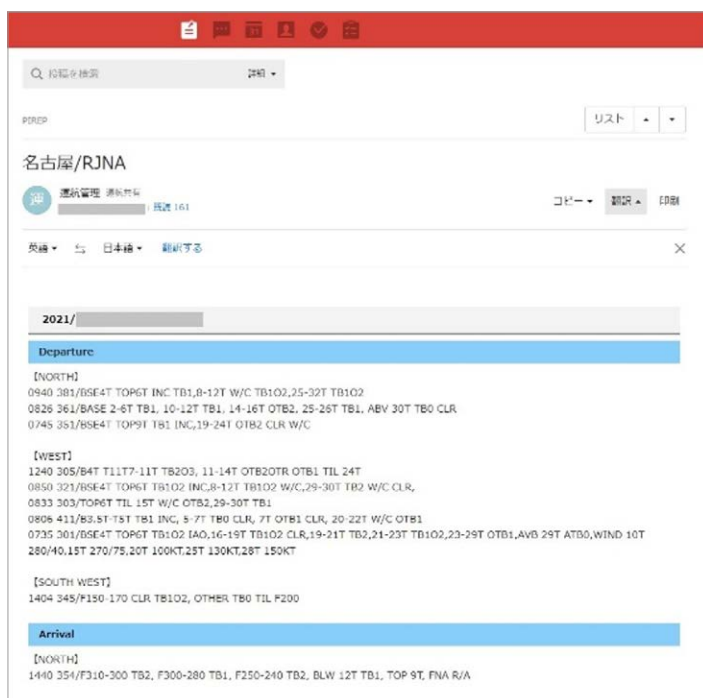 投稿を検索 詳細
PIREP
リスト
名古屋/RJNA
運
運航管理 運航共有
既読 161
コピー 翻訳 印刷
英語 日本語 翻訳する
2021/
Departure
【NORTH】
0940 381/BSE4T TOP6T INC TB1,8-12T W/C TB1O2,25-32T TB1O2
0826 361/BASE 2-6T TB1, 10-12T TB1, 14-16T OTB2, 25-26T TB1, ABV 30T TB0 CLR
0745 351/BSE4T TOP9T TB1 INC,19-24T OTB2 CLR W/C
【WEST】
1240 305/B4T T11T7-11T TB2O3, 11-14T OTB2OTR OTB1 TIL 24T
0850 321/BSE4T TOP6T TB1O2 INC,8-12T TB1O2 W/C,29-30T TB2 W/C CLR,
0833 303/TOP6T TIL 15T W/C OTB2,29-30T TB1
0806 411/B3.5T-T5T TB1 INC, 5-7T TB0 CLR, 7T OTB1 CLR, 20-22T W/C OTB1
0735 301/BSE4T TOP6T TB1O2 IAO,16-19T TB1O2 CLR,19-21T TB2,21-23T TB1O2,23-29T OTB1,AVB 29T ATB0,WIND 10T
280/40,15T 270/75,20T 100KT,25T 130KT,28T 150KT
【SOUTH WEST】
1404 345/F150-170 CLR TB1O2, OTHER TB0 TIL F200
Arrival
【NORTH】
1440 354/F310-300 TB2, F300-280 TB1, F250-240 TB2, BLW 12T TB1, TOP 9T, FNA R/A